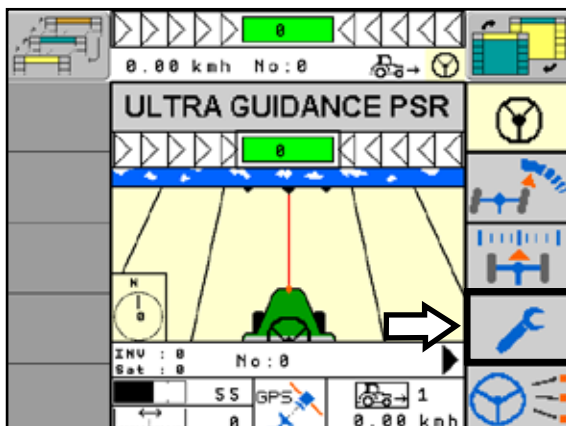 0
0.00 kmh No:0
ULTRA GUIDANCE PSR
0
N
0
INV : 0
Sat : 0
No:0
55 GPS 1
0 0.00 kmh